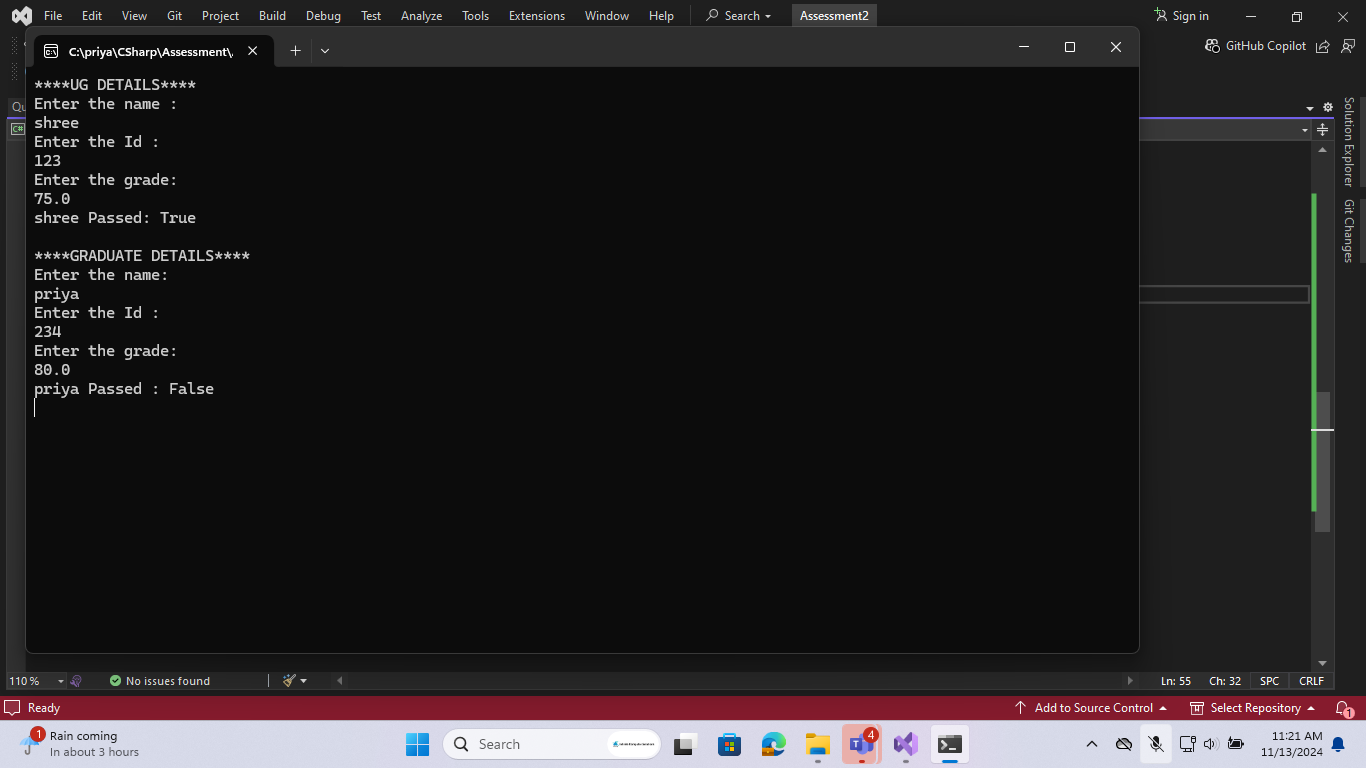 File Edit View Git Project Build Debug Test Analyze Tools Extensions Window Help Search Assessment2 Sign in
C:\priya\CSharp\Assessment\
GitHub Copilot
****UG DETAILS****
Enter the name :
shree
Enter the Id :
123
Enter the grade:
75.0
shree Passed: True
****GRADUATE DETAILS****
Enter the name:
priya
Enter the Id :
234
Enter the grade:
80.0
priya Passed : False
Qu
C#
Solution Explorer
Git Changes
110 % No issues found Ln: 55 Ch: 32 SPC CRLF
Ready Add to Source Control Select Repository 1
1 Rain coming
In about 3 hours
Search
4
11:21 AM
11/13/2024